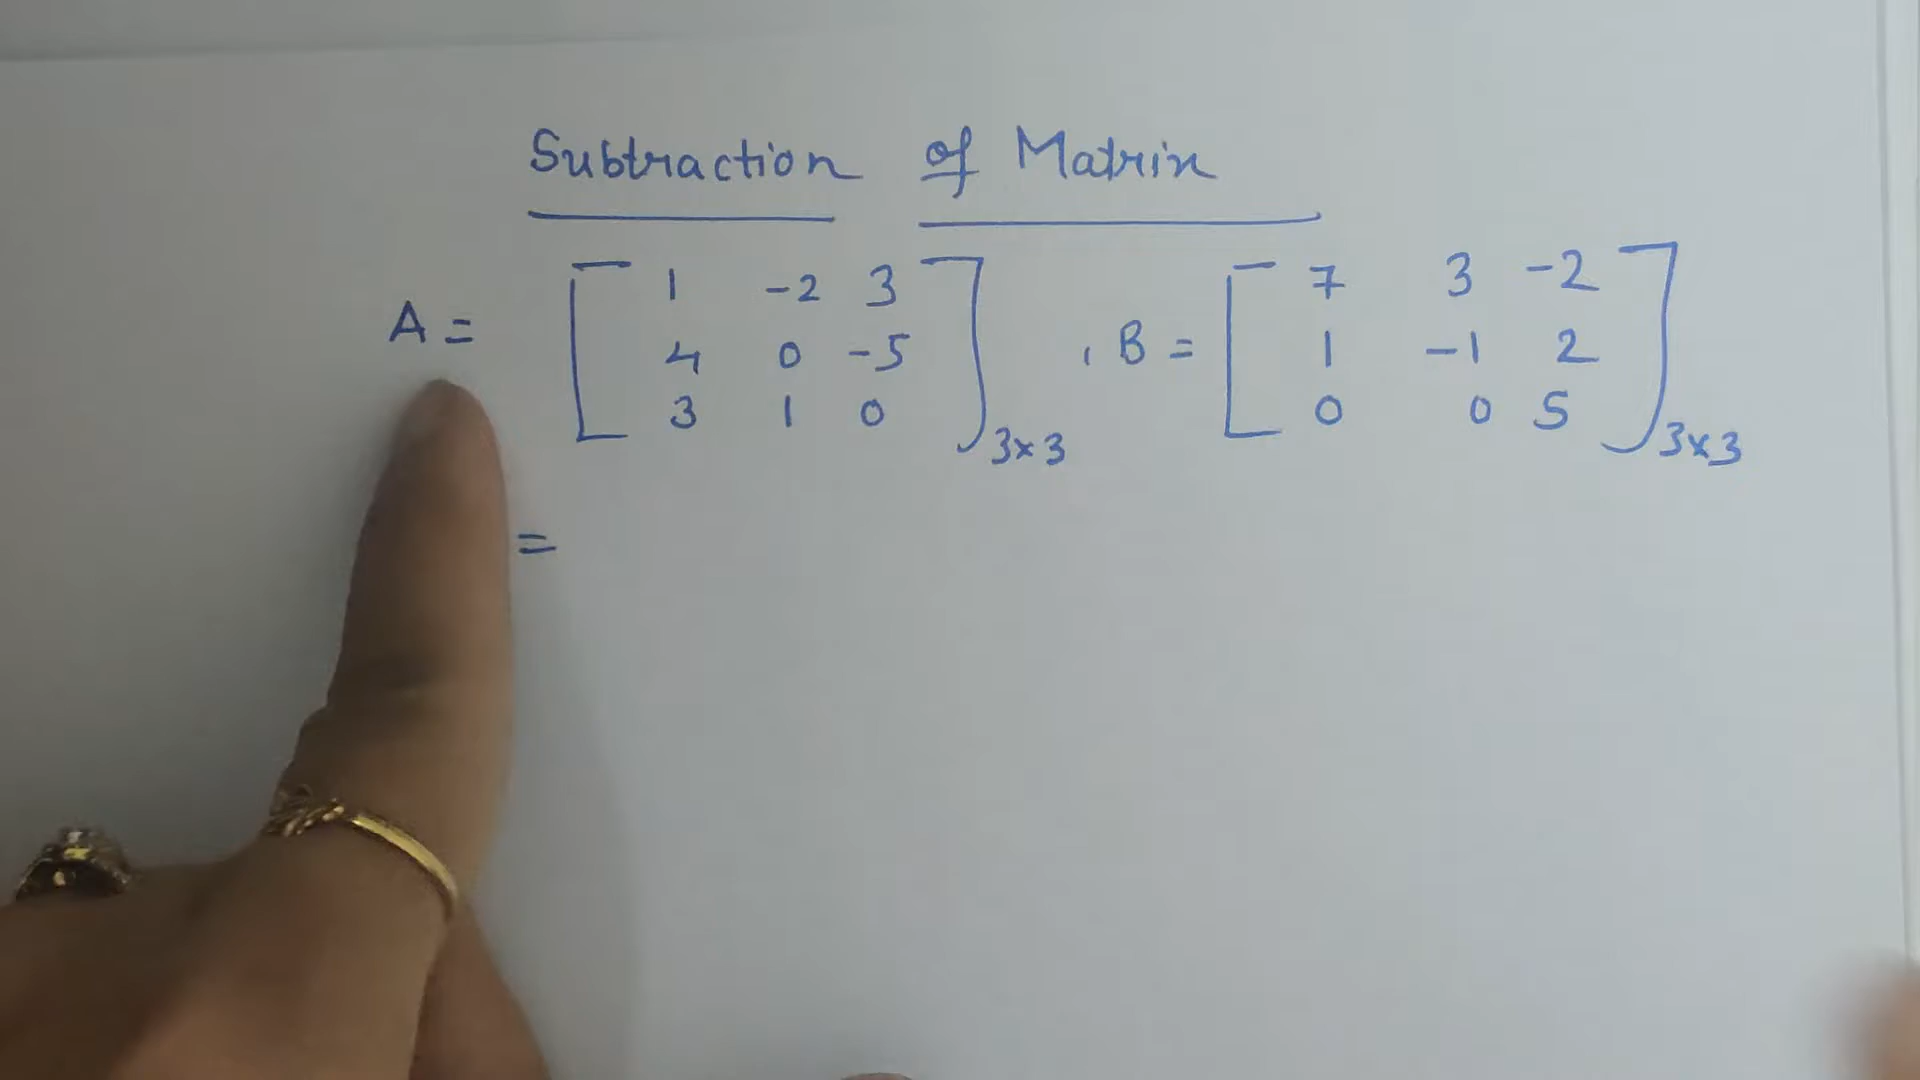 Subtraction of Matrix
A = [ 1 -2 3 ]3×3 , B = [ 7 3 -2 ]3×3
4 0 -5 1 -1 2
3 1 0 0 0 5
=